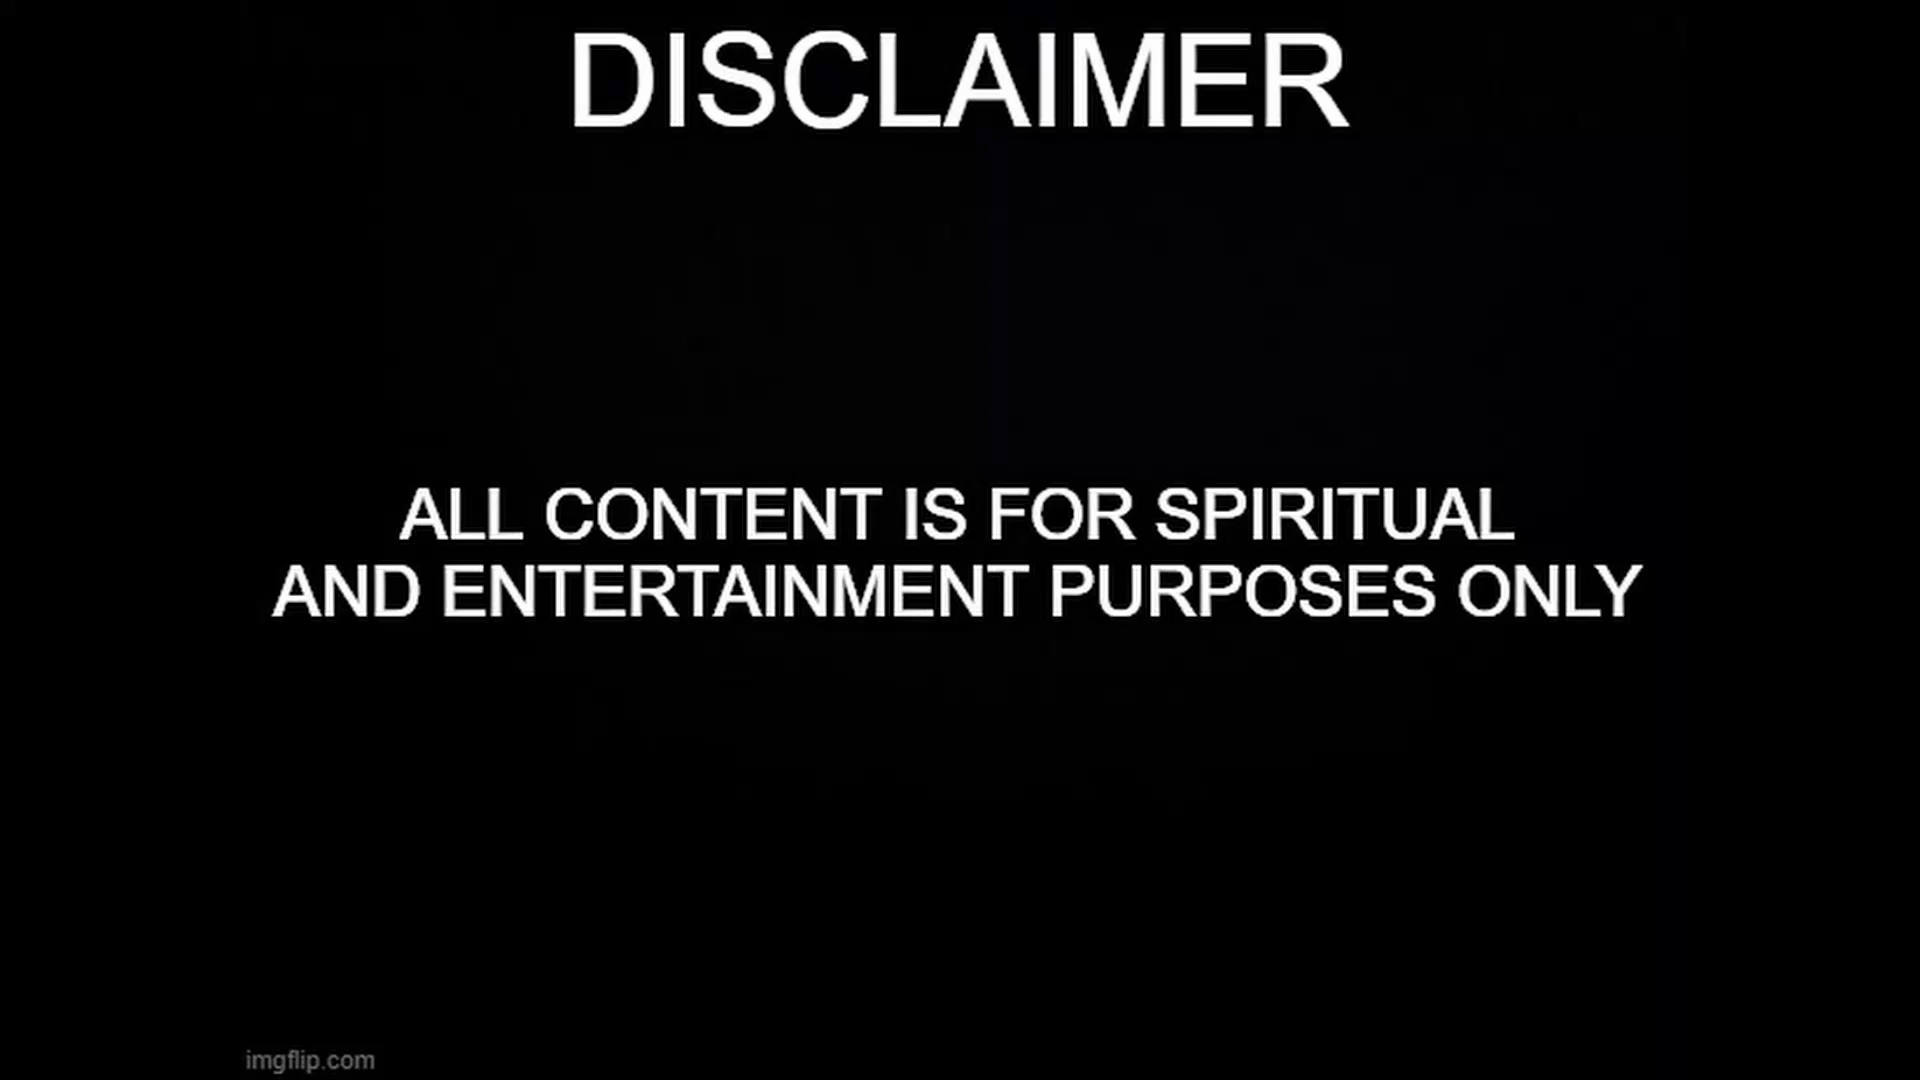 DISCLAIMER
ALL CONTENT IS FOR SPIRITUAL
AND ENTERTAINMENT PURPOSES ONLY
imgflip.com